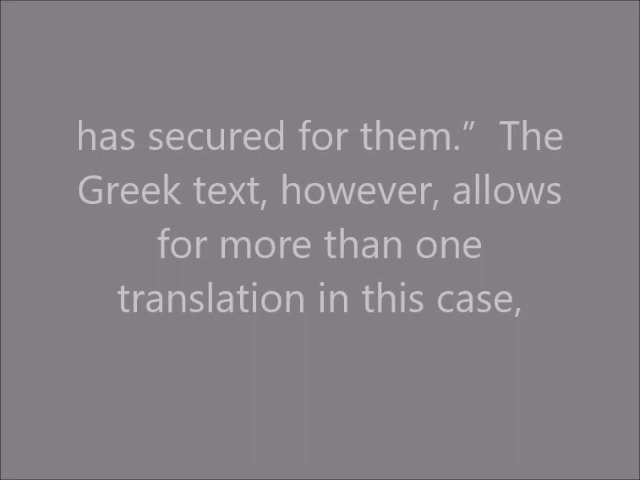 has secured for them.”  The
Greek text, however, allows
for more than one
translation in this case,